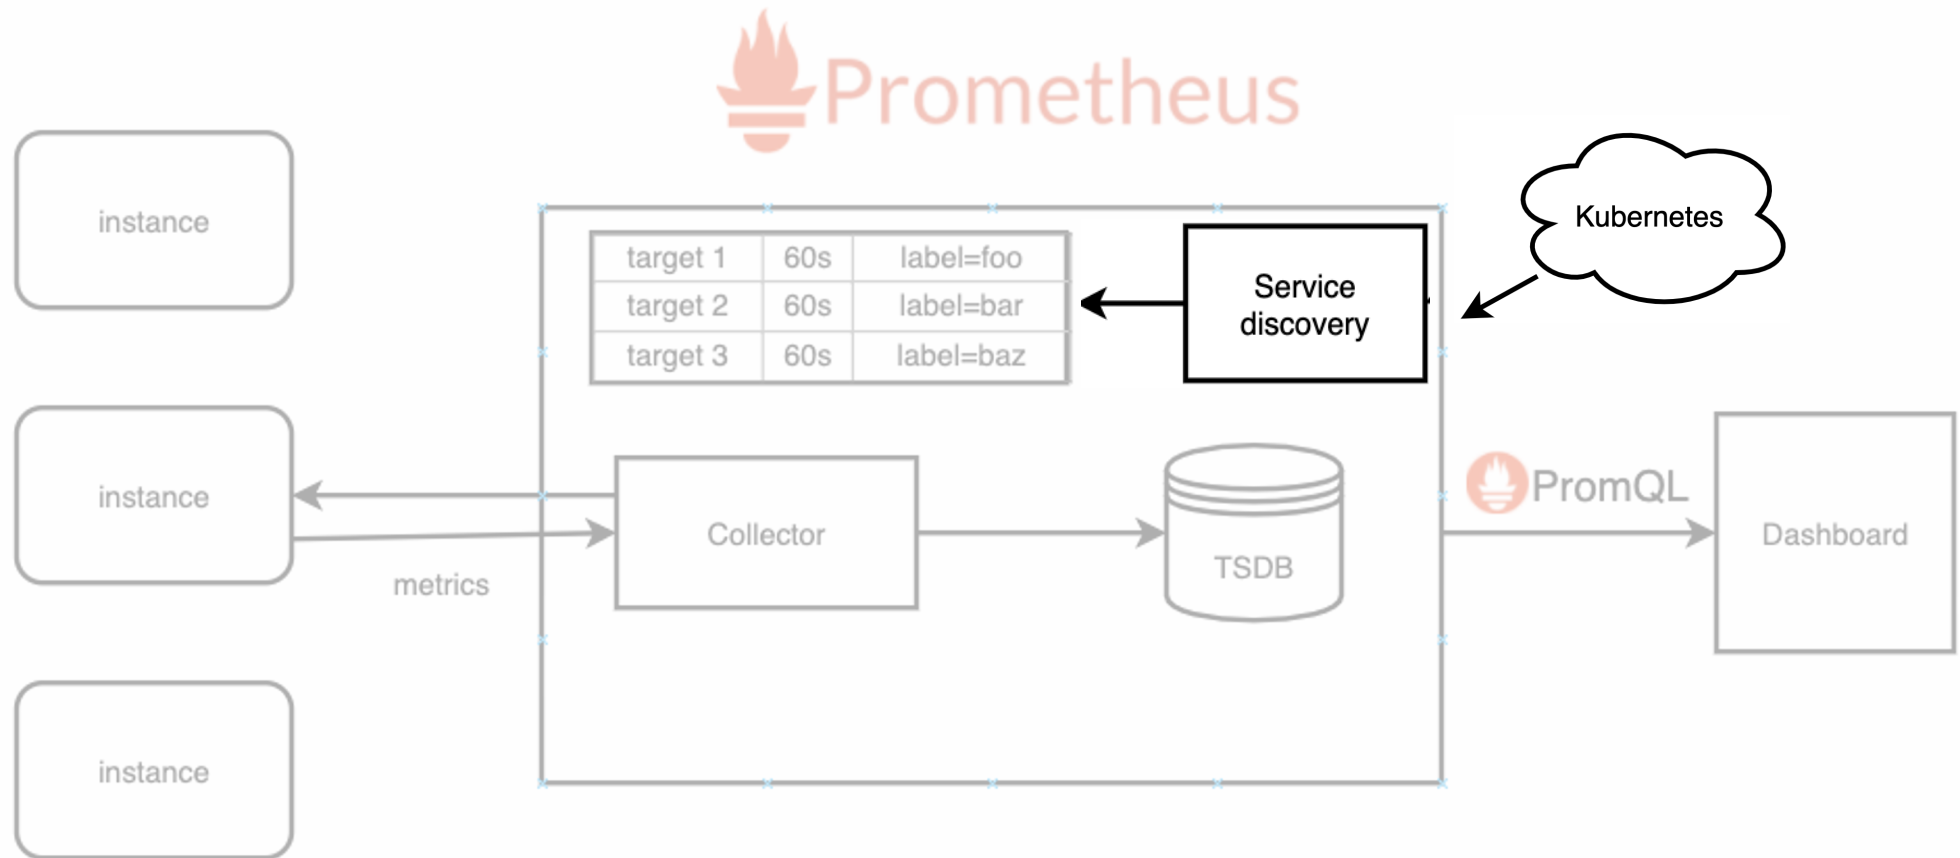 Prometheus
instance
Kubernetes
target 1 60s label=foo
target 2 60s label=bar
target 3 60s label=baz
Service
discovery
instance
metrics
Collector
TSDB
PromQL
Dashboard
instance